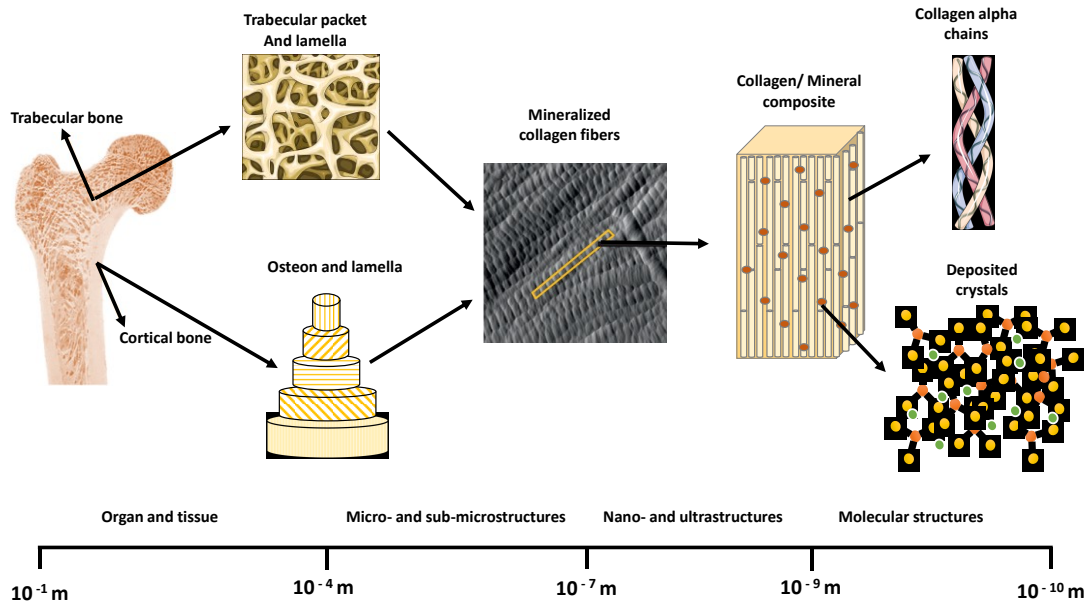 Trabecular packet
And lamella
Collagen alpha
chains
Collagen/ Mineral
composite
Mineralized
collagen fibers
Trabecular bone
Osteon and lamella
Deposited
crystals
Cortical bone
Organ and tissue
Micro- and sub-microstructures
Nano- and ultrastructures
Molecular structures
10⁻¹ m
10⁻⁴ m
10⁻⁷ m
10⁻⁹ m
10⁻¹⁰ m